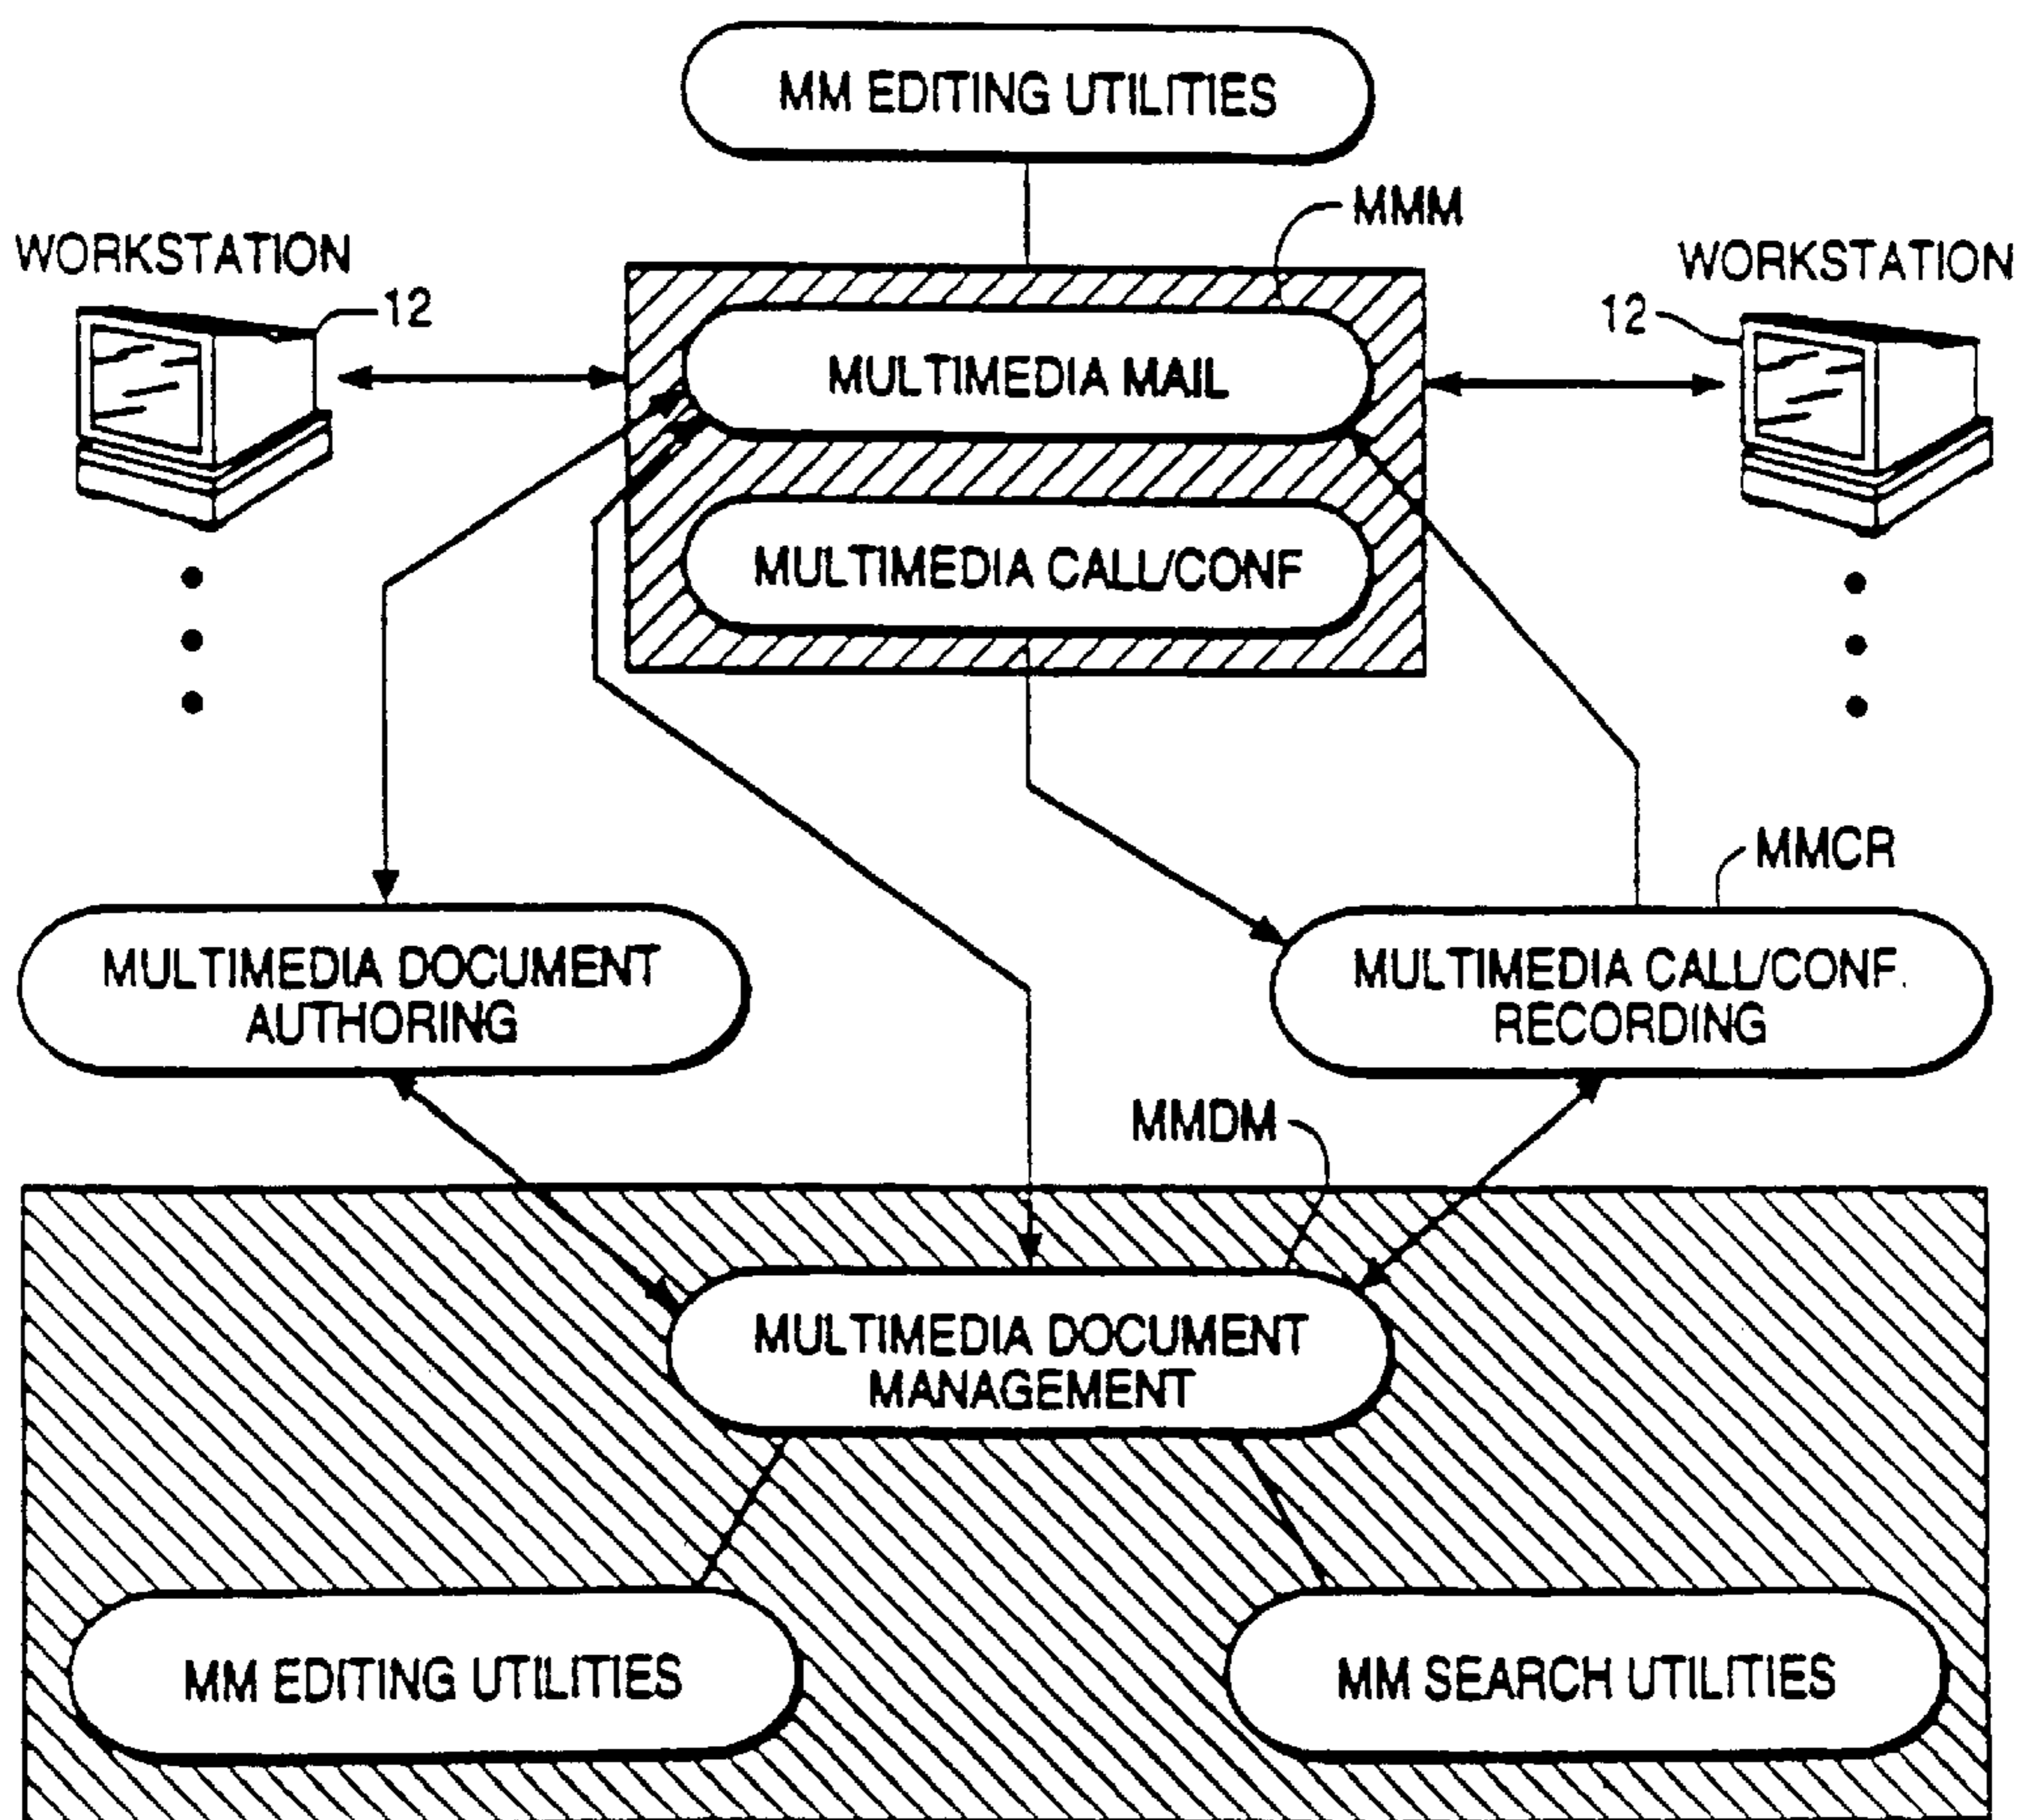 MM EDITING UTILITIES
MMM
WORKSTATION
WORKSTATION
12
12
MULTIMEDIA MAIL
MULTIMEDIA CALL/CONF
MMCR
MULTIMEDIA DOCUMENT
AUTHORING
MULTIMEDIA CALL/CONF.
RECORDING
MMDM
MULTIMEDIA DOCUMENT
MANAGEMENT
MM EDITING UTILITIES
MM SEARCH UTILITIES